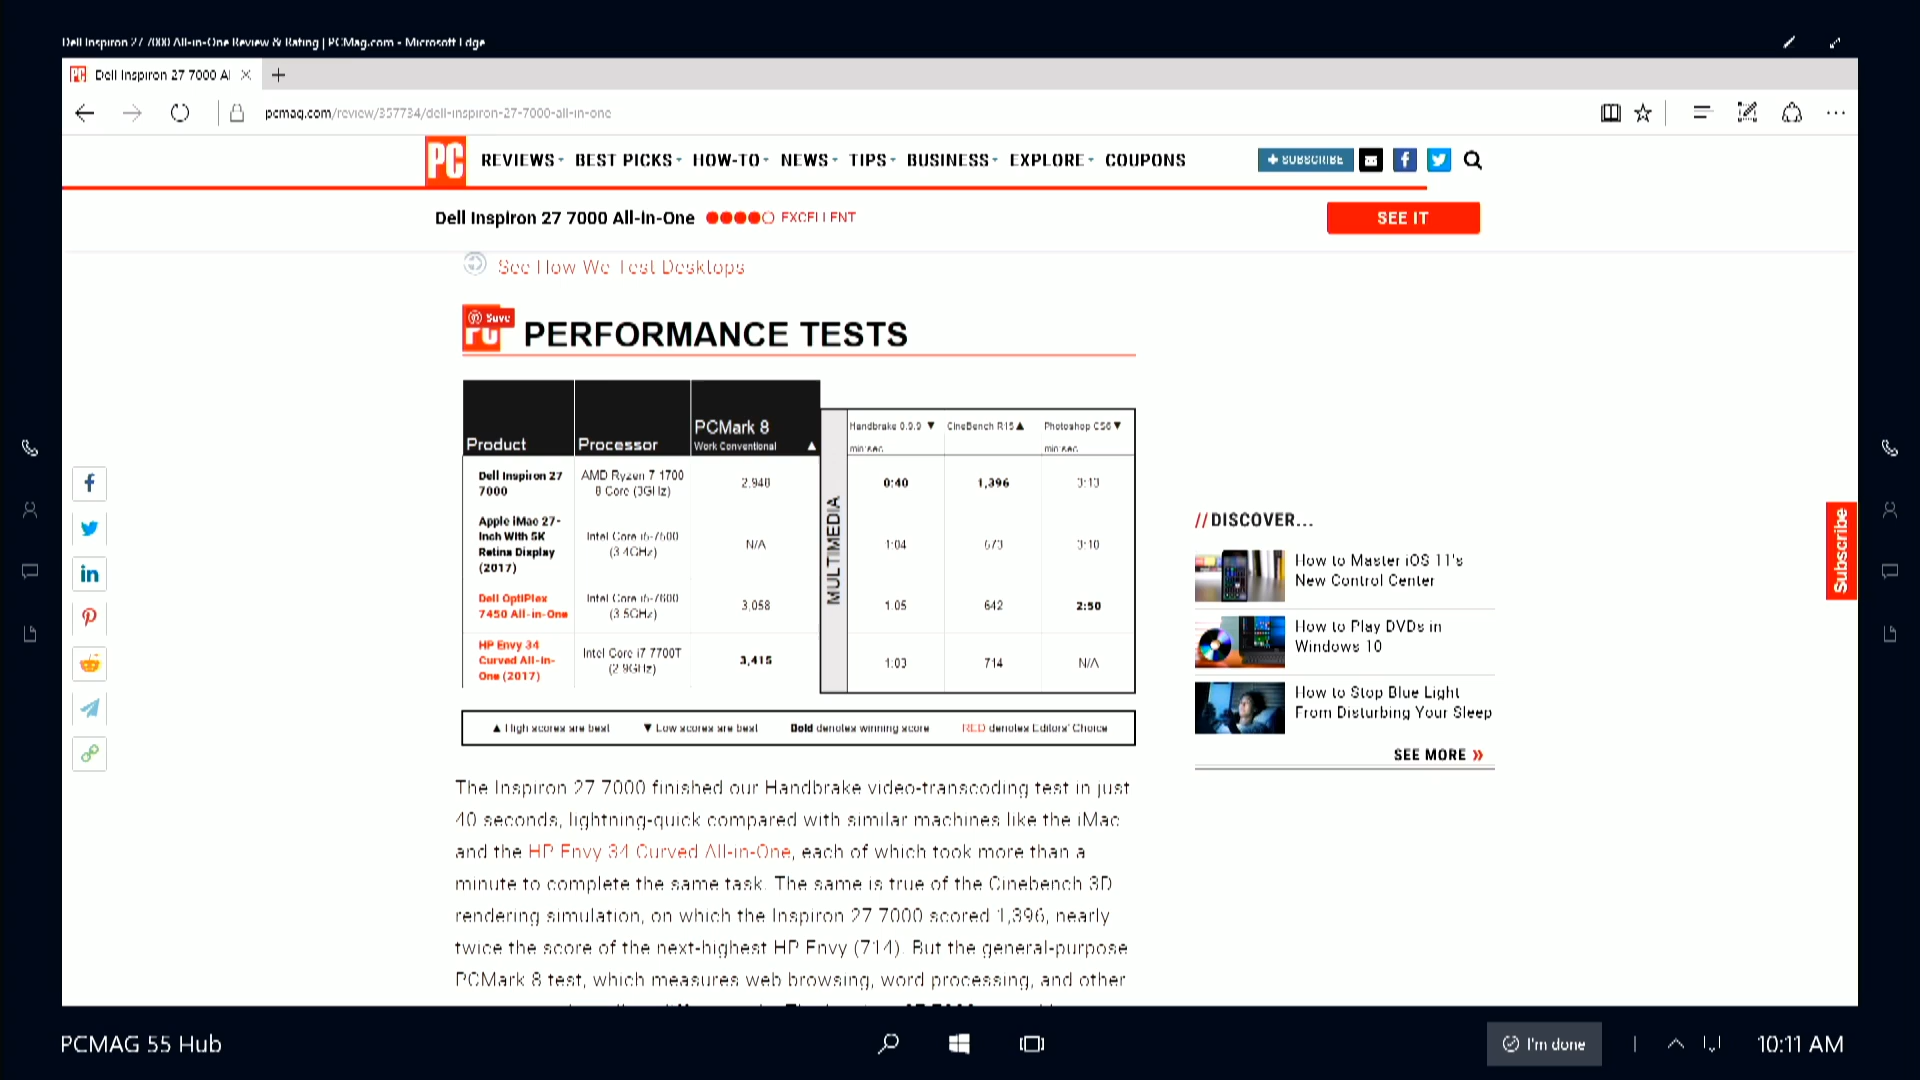 Dell Inspiron 27 7000 All-in-One Review & Rating | PCMag.com - Microsoft Edge
PC Dell Inspiron 27 7000 Al
pcmag.com/review/357734/dell-inspiron-27-7000-all-in-one
PC REVIEWS BEST PICKS HOW-TO NEWS TIPS BUSINESS EXPLORE COUPONS + SUBSCRIBE
Dell Inspiron 27 7000 All-in-One EXCELLENT SEE IT
See How We Test Desktops
Save
PC PERFORMANCE TESTS
Product Processor PCMark 8 Work Conventional ▲ Handbrake 0.9.9 ▼ min:sec CineBench R15 ▲ Photoshop CS6 ▼ min:sec
MULTIMEDIA
Dell Inspiron 27 7000 AMD Ryzen 7 1700 8 Core (3GHz) 2,940 0:40 1,396 3:13
Apple iMac 27-Inch With 5K Retina Display (2017) Intel Core i5-7600 (3.4GHz) N/A 1:04 673 3:10
Dell OptiPlex 7450 All-in-One Intel Core i5-7600 (3.5GHz) 3,058 1:05 642 2:50
HP Envy 34 Curved All-in-One (2017) Intel Core i7 7700T (2.9GHz) 3,415 1:03 714 N/A
▲ High scores are best ▼ Low scores are best Bold denotes winning score RED denotes Editors' Choice
The Inspiron 27 7000 finished our Handbrake video-transcoding test in just
40 seconds, lightning-quick compared with similar machines like the iMac
and the HP Envy 34 Curved All-in-One, each of which took more than a
minute to complete the same task. The same is true of the Cinebench 3D
rendering simulation, on which the Inspiron 27 7000 scored 1,396, nearly
twice the score of the next-highest HP Envy (714). But the general-purpose
PCMark 8 test, which measures web browsing, word processing, and other
//DISCOVER...
How to Master iOS 11's
New Control Center
How to Play DVDs in
Windows 10
How to Stop Blue Light
From Disturbing Your Sleep
SEE MORE »
Subscribe
PCMAG 55 Hub
I'm done
10:11 AM